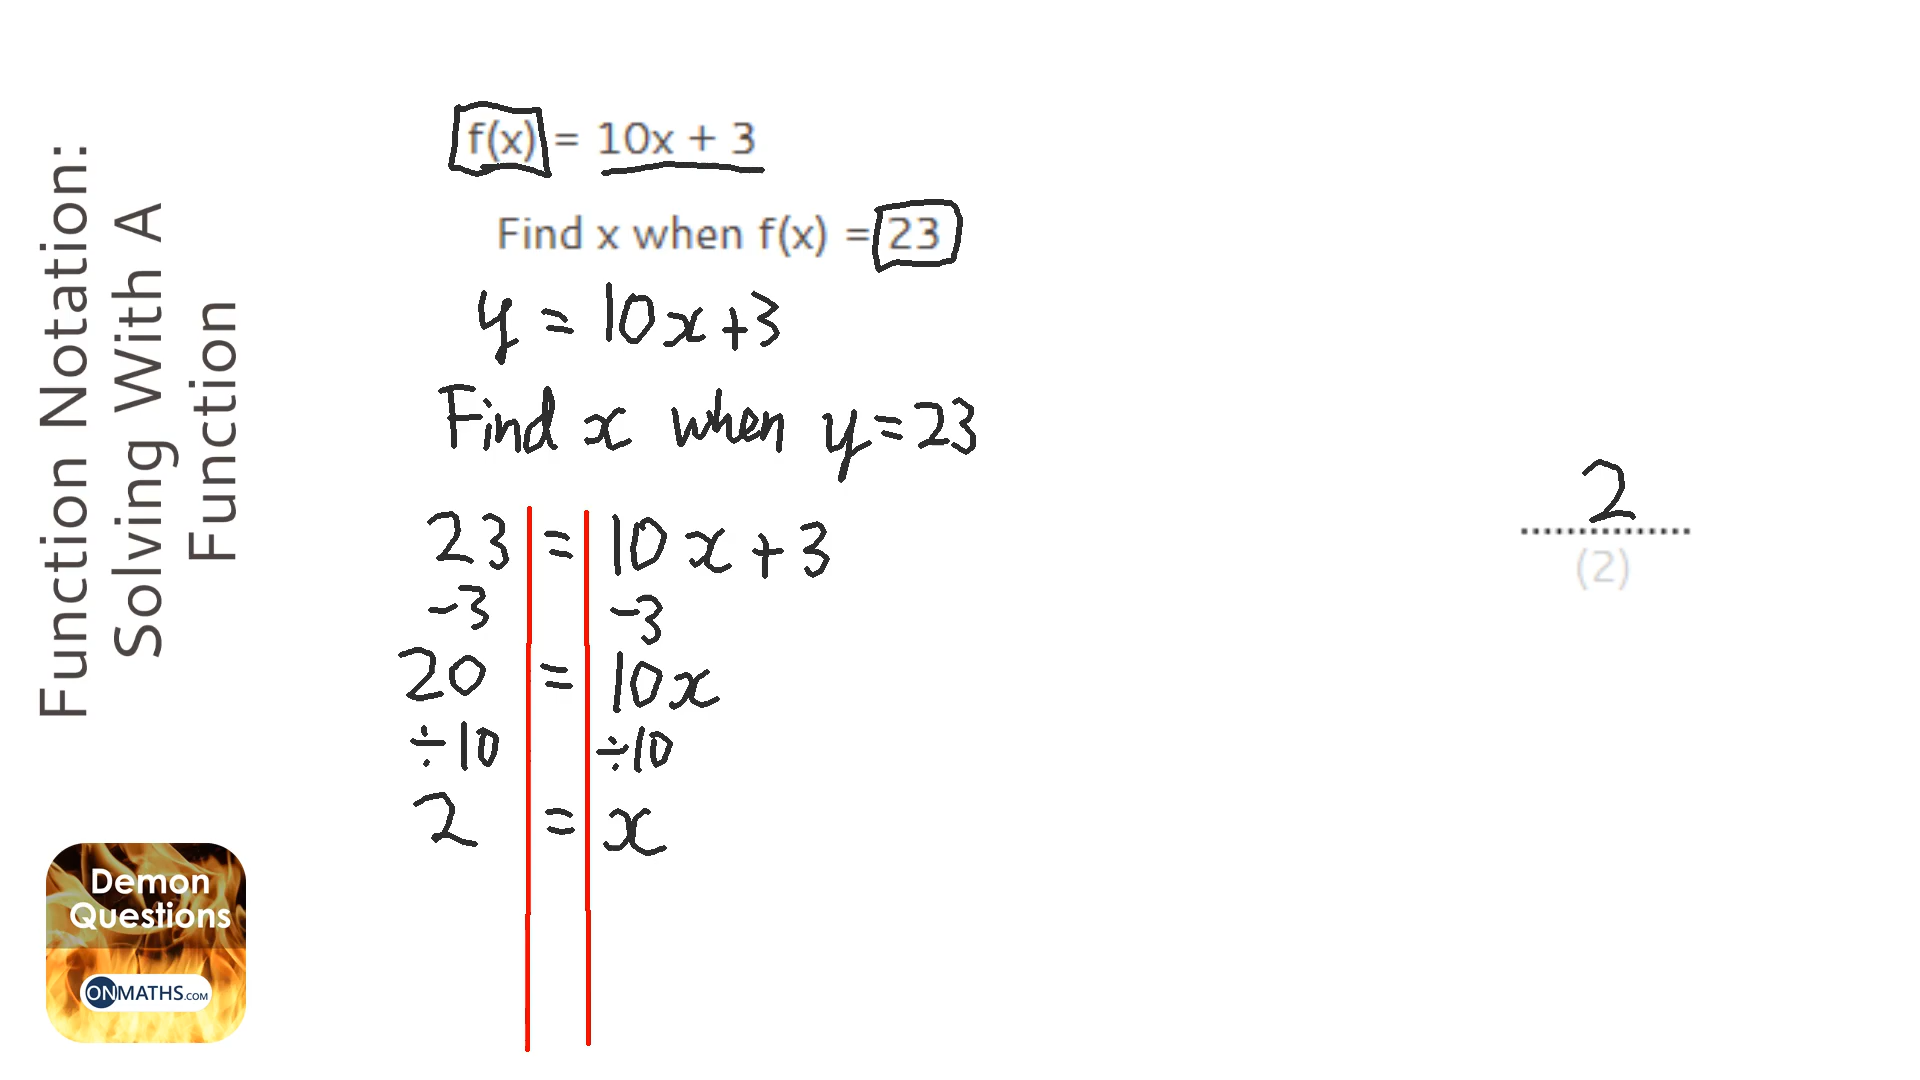 Function Notation:
Solving With A
Function
f(x) = 10x + 3
Find x when f(x) = 23
y = 10x+3
Find x when y=23
23 = 10x + 3
-3 -3
20 = 10x
÷10 ÷10
2 = x
2
..............
(2)
Demon
Questions
ONMATHS.COM